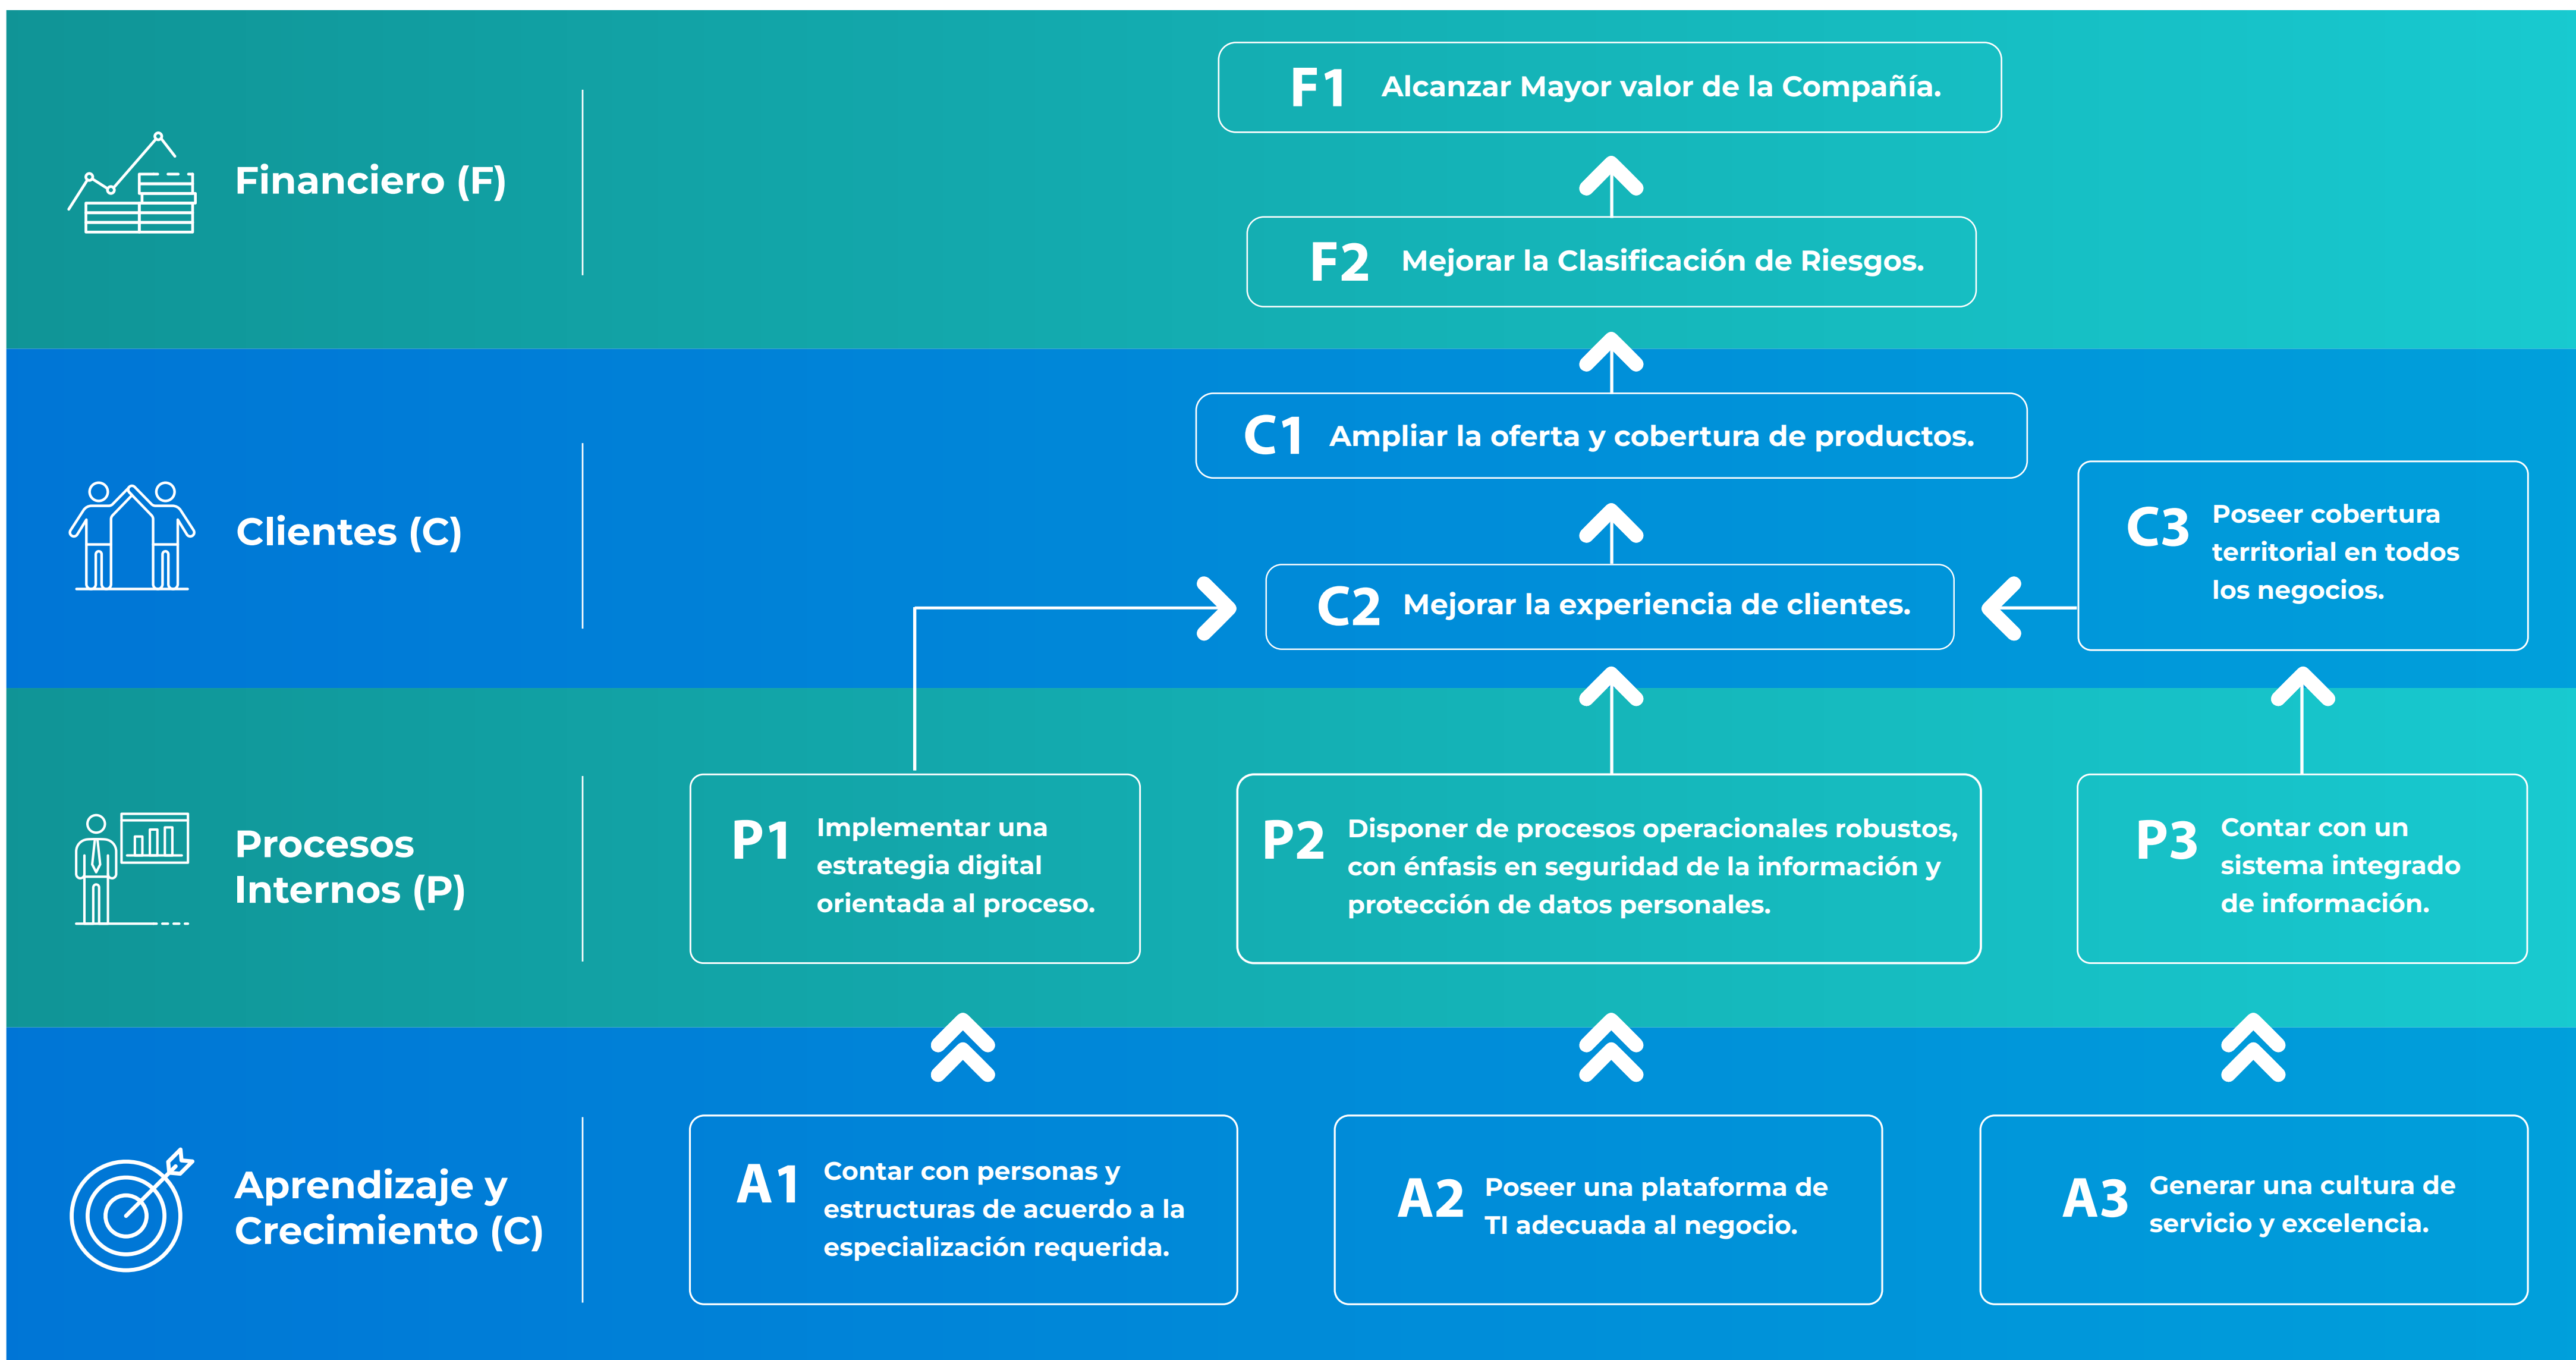 Financiero (F)
F1 Alcanzar Mayor valor de la Compañía.
F2 Mejorar la Clasificación de Riesgos.
Clientes (C)
C1 Ampliar la oferta y cobertura de productos.
C2 Mejorar la experiencia de clientes.
C3 Poseer cobertura
territorial en todos
los negocios.
Procesos
Internos (P)
P1 Implementar una
estrategia digital
orientada al proceso.
P2 Disponer de procesos operacionales robustos,
con énfasis en seguridad de la información y
protección de datos personales.
P3 Contar con un
sistema integrado
de información.
Aprendizaje y
Crecimiento (C)
A1 Contar con personas y
estructuras de acuerdo a la
especialización requerida.
A2 Poseer una plataforma de
TI adecuada al negocio.
A3 Generar una cultura de
servicio y excelencia.